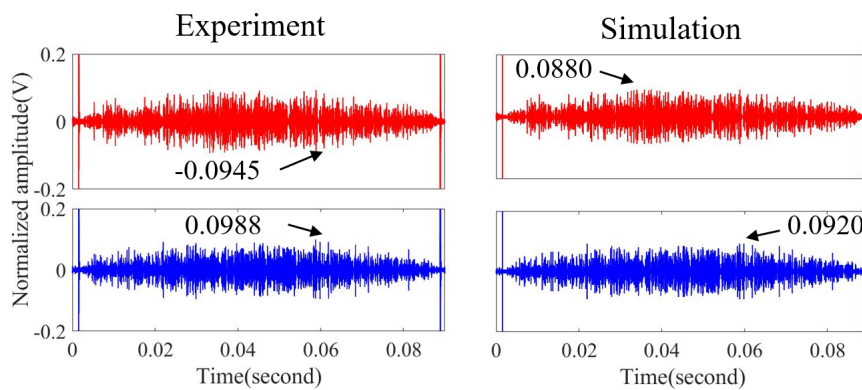 Experiment
Simulation
Normalized amplitude(V)
0.2
0
-0.2
-0.0945
0.0880
0.2
0
-0.2
0.0988
0.0920
0 0.02 0.04 0.06 0.08
0 0.02 0.04 0.06 0.08
Time(second)
Time(second)